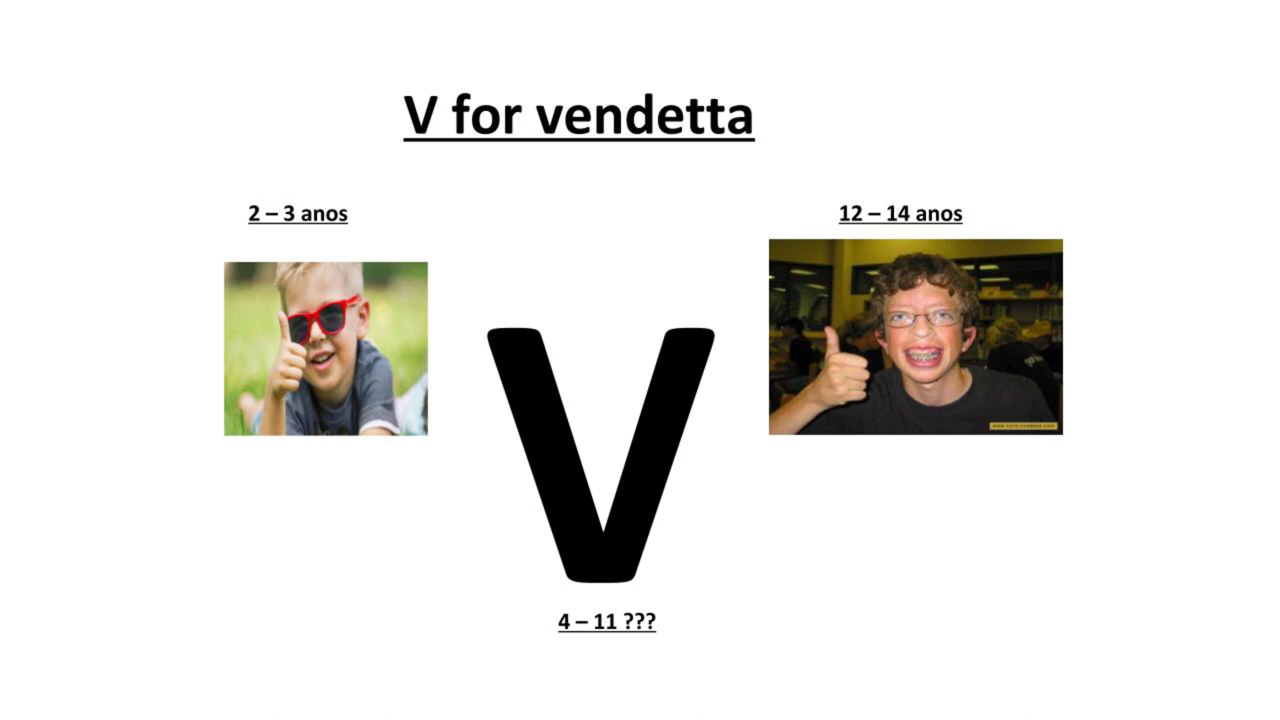 V for vendetta
2 – 3 anos
12 – 14 anos
V
4 – 11 ???